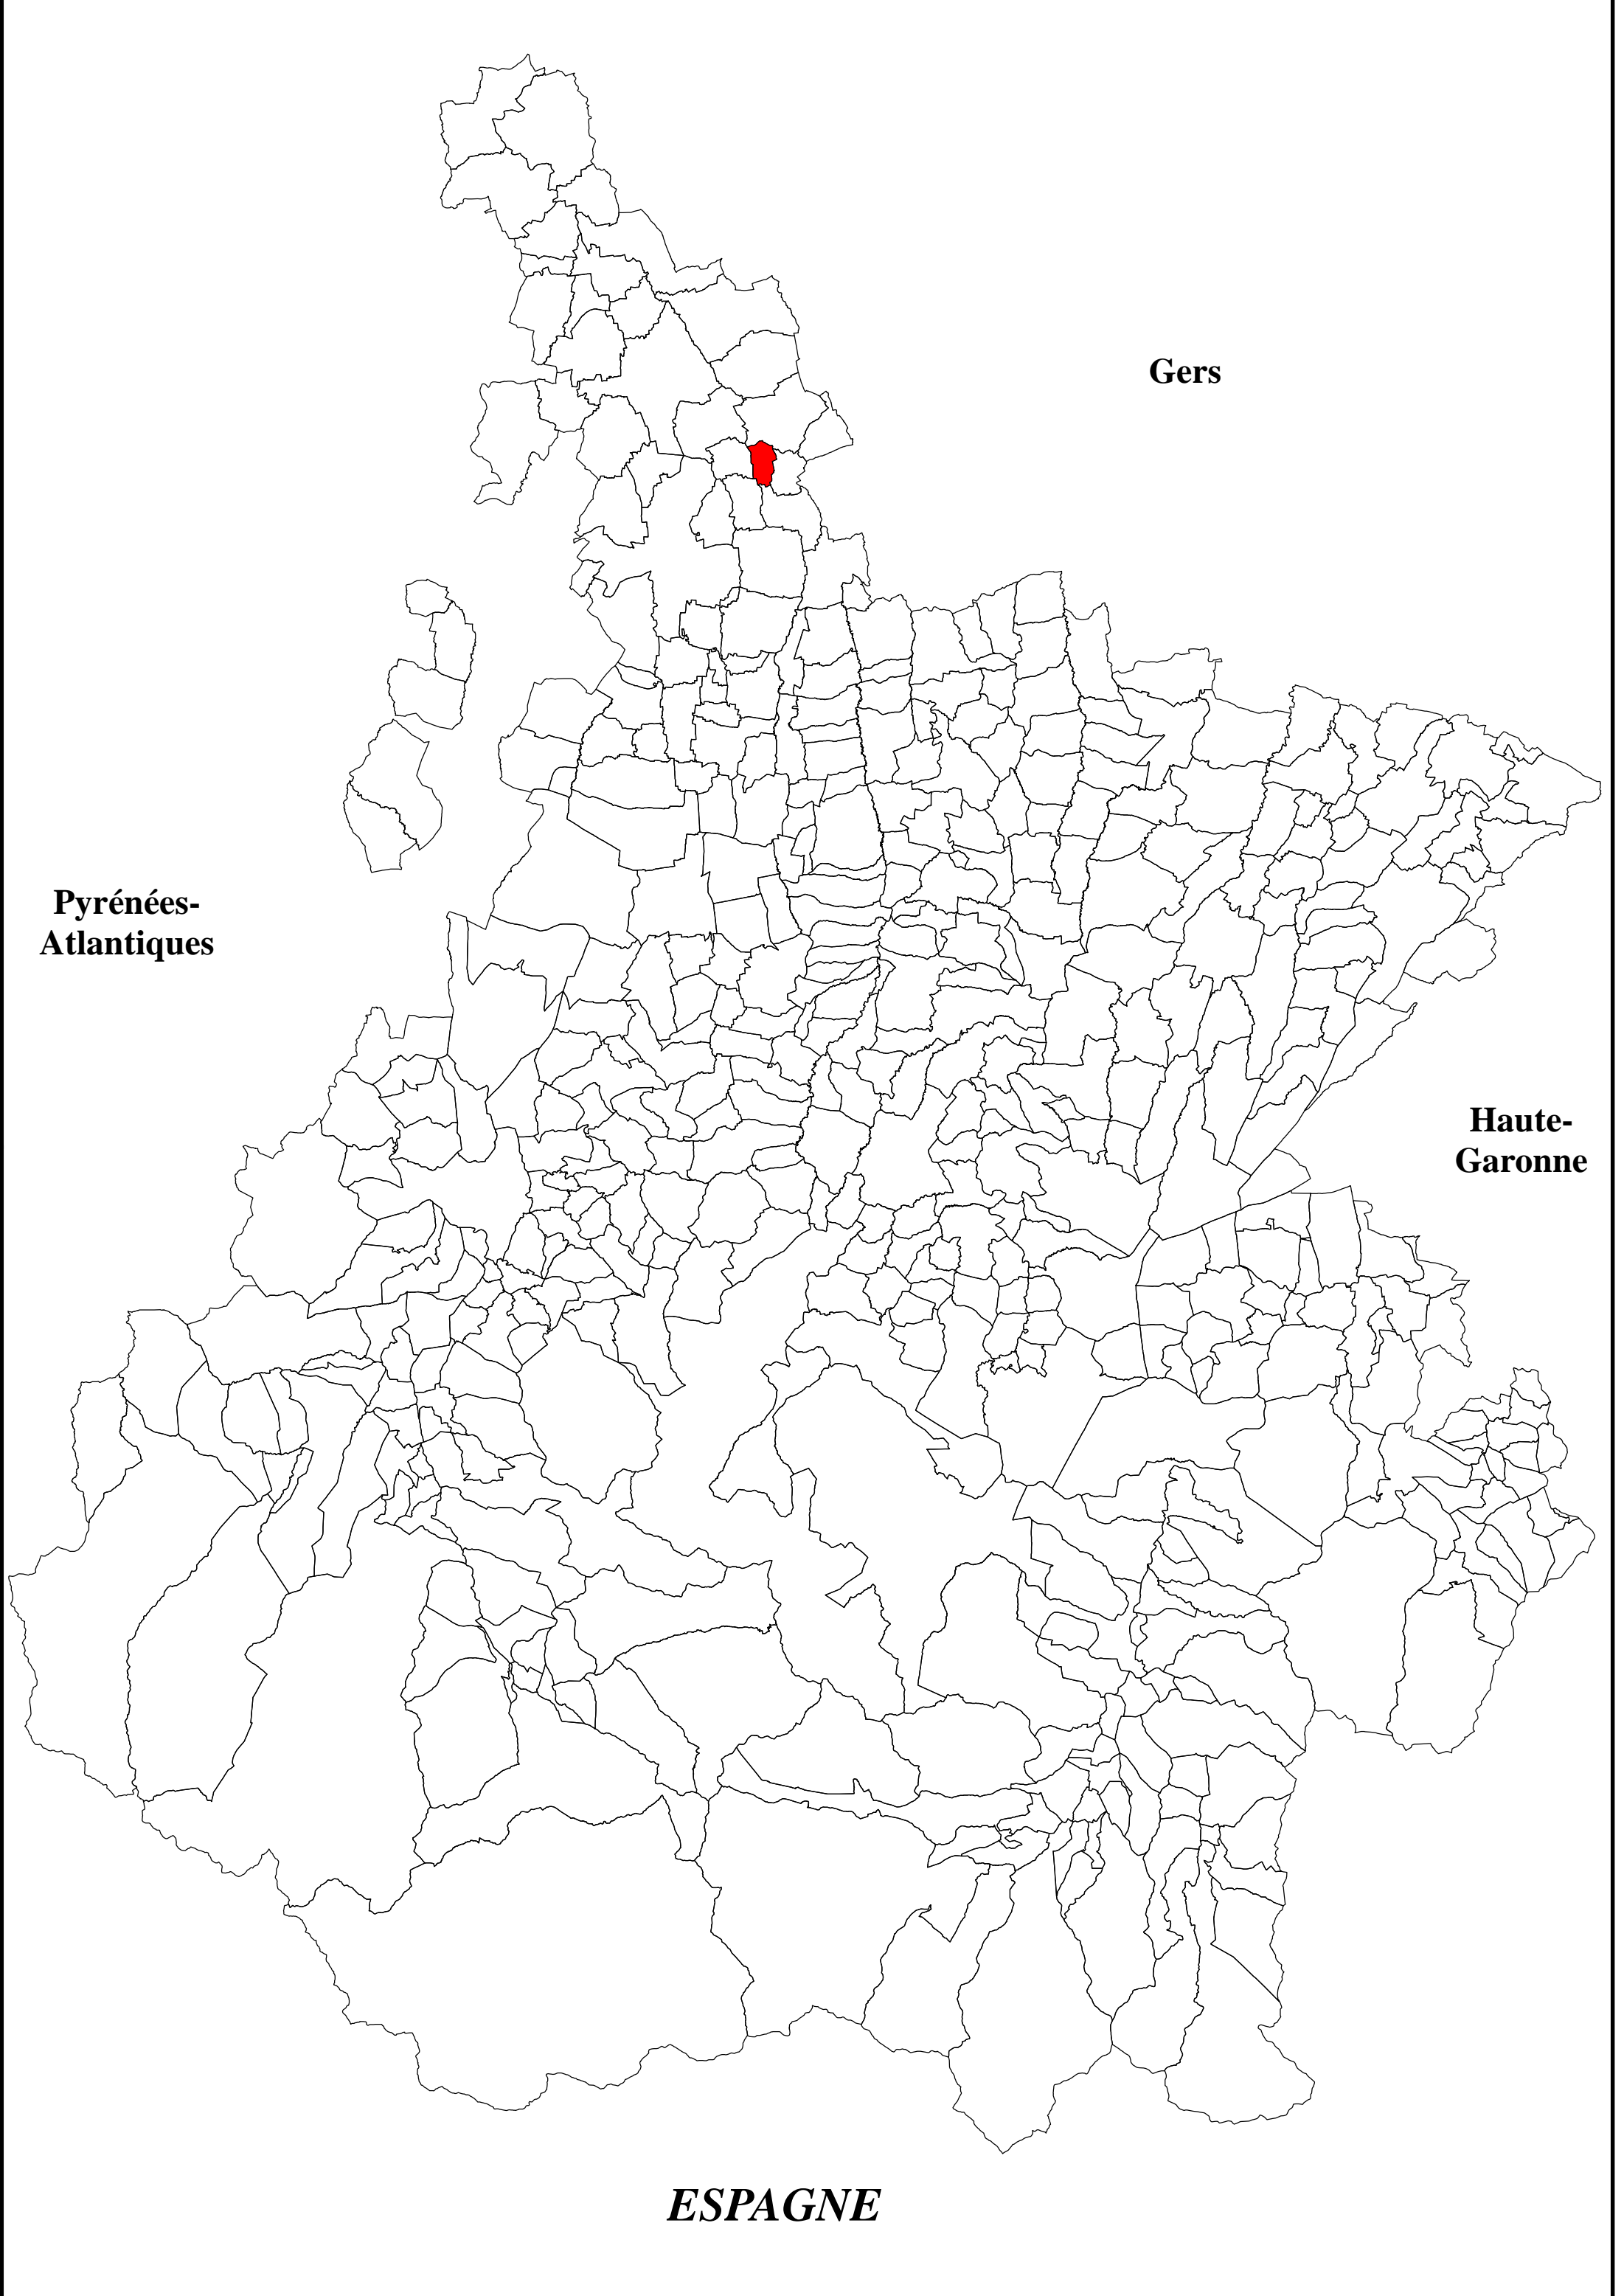 Gers
Pyrénées-
Atlantiques
Haute-
Garonne
ESPAGNE